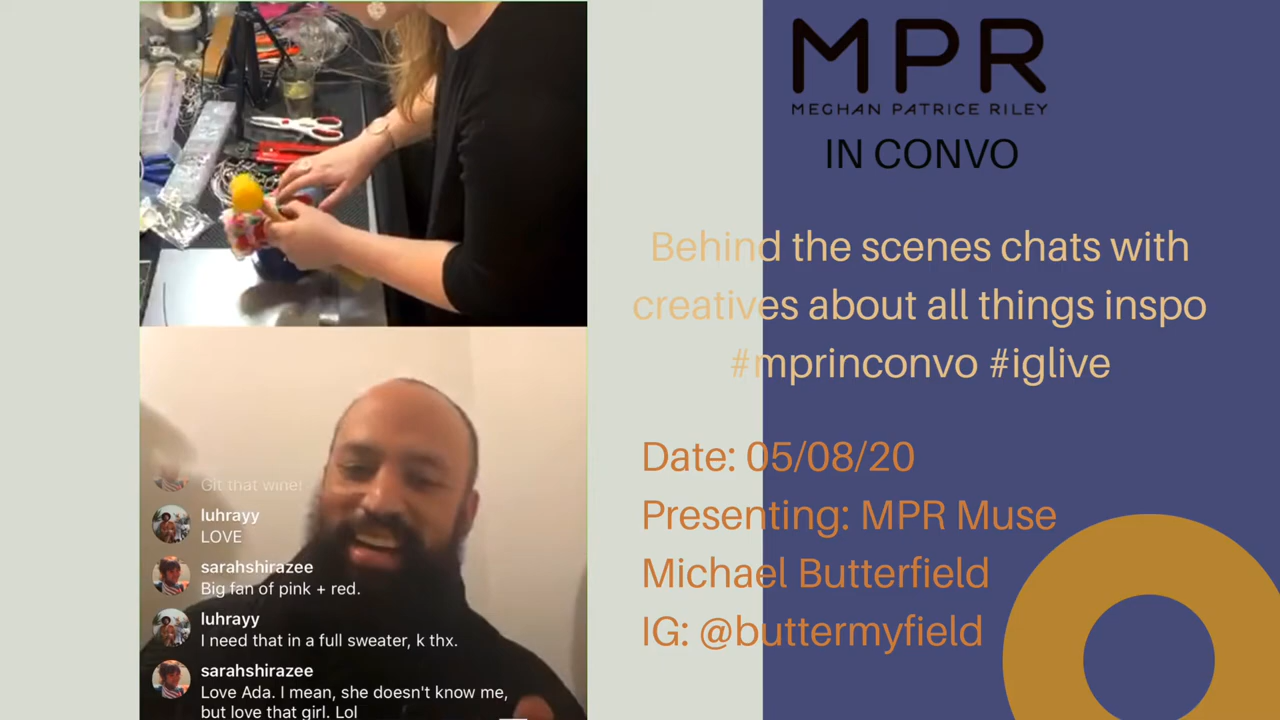 Git that wine!
luhrayy
LOVE
sarahshirazee
Big fan of pink + red.
luhrayy
I need that in a full sweater, k thx.
sarahshirazee
Love Ada. I mean, she doesn't know me,
but love that girl. Lol
MPR
MEGHAN PATRICE RILEY
IN CONVO
Behind the scenes chats with
creatives about all things inspo
#mprinconvo #iglive
Date: 05/08/20
Presenting: MPR Muse
Michael Butterfield
IG: @buttermyfield